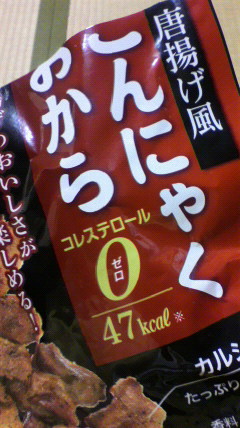 唐揚げ風
こんにゃく
おから
コレステロール
0
ゼロ
47kcal※
のおいしさが
楽しめる!
カルシ
たっぷり
香料